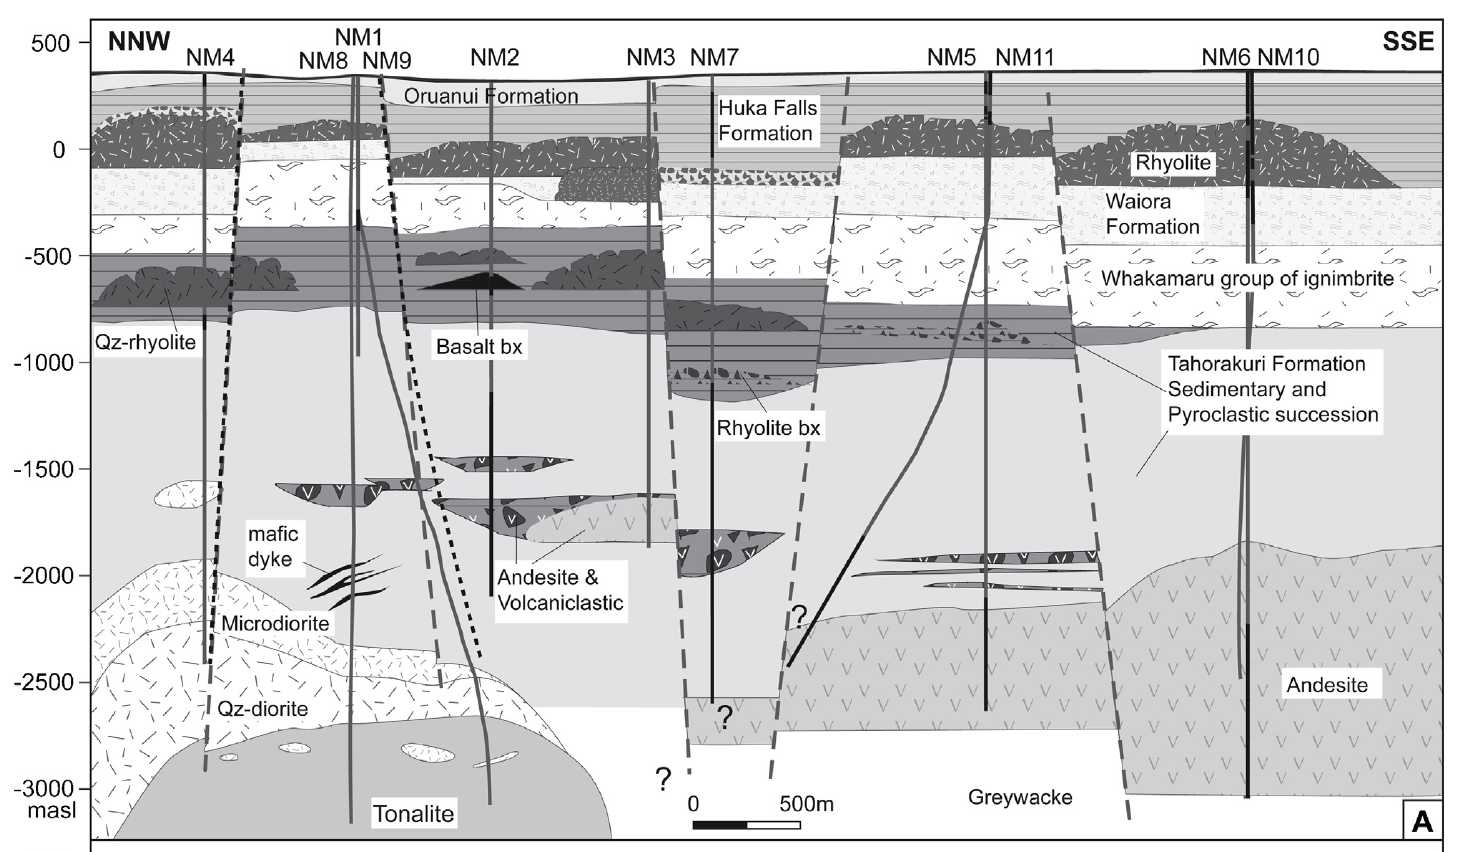 NNW
SSE
NM4
NM8
NM1
NM9
NM2
NM3
NM7
NM5
NM11
NM6
NM10
500
0
-500
-1000
-1500
-2000
-2500
-3000
masl
Oruanui Formation
Huka Falls
Formation
Rhyolite
Waiora
Formation
Whakamaru group of ignimbrite
Qz-rhyolite
Basalt bx
Rhyolite bx
Tahorakuri Formation
Sedimentary and
Pyroclastic succession
mafic
dyke
Andesite &
Volcaniclastic
Microdiorite
?
Qz-diorite
?
Andesite
?
0
500m
Greywacke
Tonalite
A